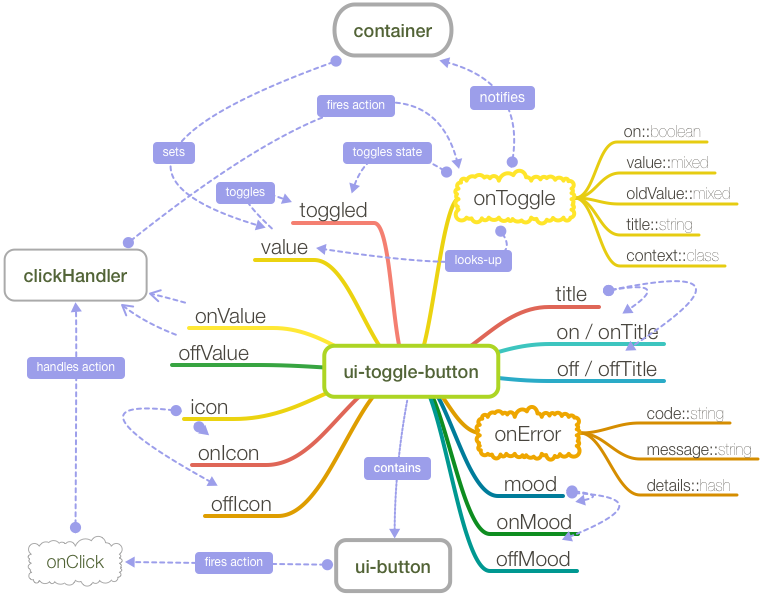 container
fires action
notifies
on::boolean
sets
toggles state
value::mixed
toggles
onToggle
oldValue::mixed
toggled
title::string
value
looks-up
context::class
clickHandler
title
onValue
on / onTitle
offValue
handles action
ui-toggle-button
off / offTitle
icon
code::string
onError
onIcon
message::string
contains
mood
details::hash
offIcon
onMood
onClick
fires action
ui-button
offMood